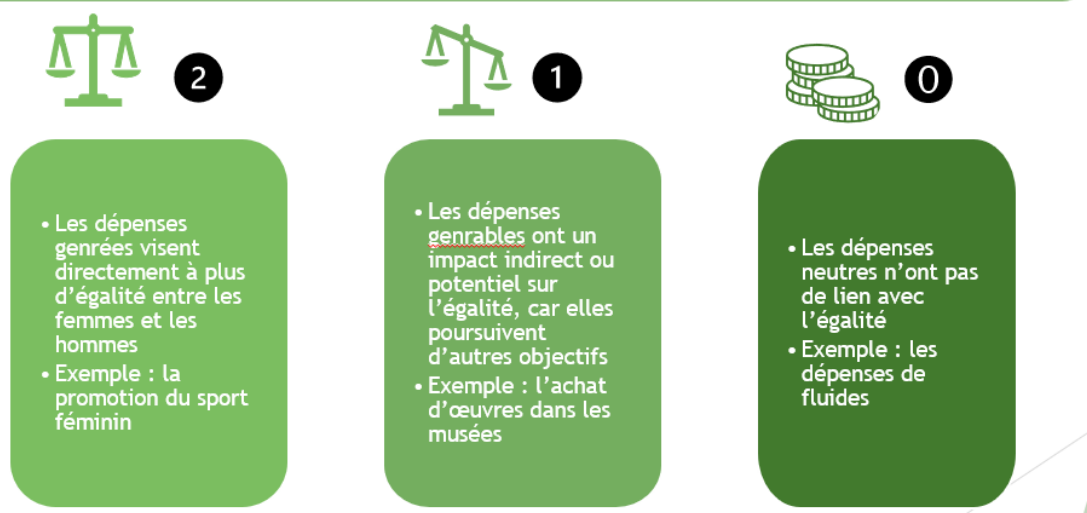 2
1
0
• Les dépenses
genrées visent
directement à plus
d'égalité entre les
femmes et les
hommes
• Exemple : la
promotion du sport
féminin
• Les dépenses
genrables ont un
impact indirect ou
potentiel sur
l'égalité, car elles
poursuivent
d'autres objectifs
• Exemple : l'achat
d'œuvres dans les
musées
• Les dépenses
neutres n'ont pas
de lien avec
l'égalité
• Exemple : les
dépenses de
fluides